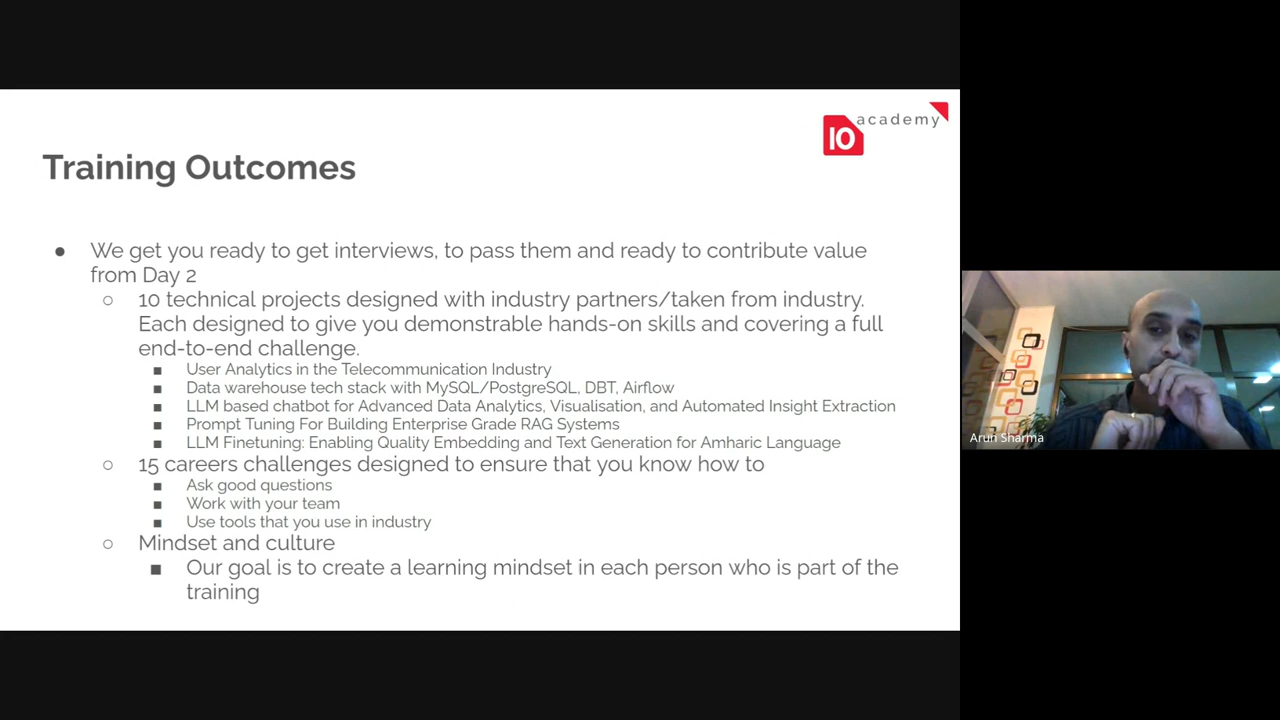 10 academy
Training Outcomes
● We get you ready to get interviews, to pass them and ready to contribute value
from Day 2
○ 10 technical projects designed with industry partners/taken from industry.
Each designed to give you demonstrable hands-on skills and covering a full
end-to-end challenge.
■ User Analytics in the Telecommunication Industry
■ Data warehouse tech stack with MySQL/PostgreSQL, DBT, Airflow
■ LLM based chatbot for Advanced Data Analytics, Visualisation, and Automated Insight Extraction
■ Prompt Tuning For Building Enterprise Grade RAG Systems
■ LLM Finetuning: Enabling Quality Embedding and Text Generation for Amharic Language
○ 15 careers challenges designed to ensure that you know how to
■ Ask good questions
■ Work with your team
■ Use tools that you use in industry
○ Mindset and culture
■ Our goal is to create a learning mindset in each person who is part of the
training
Arun Sharma